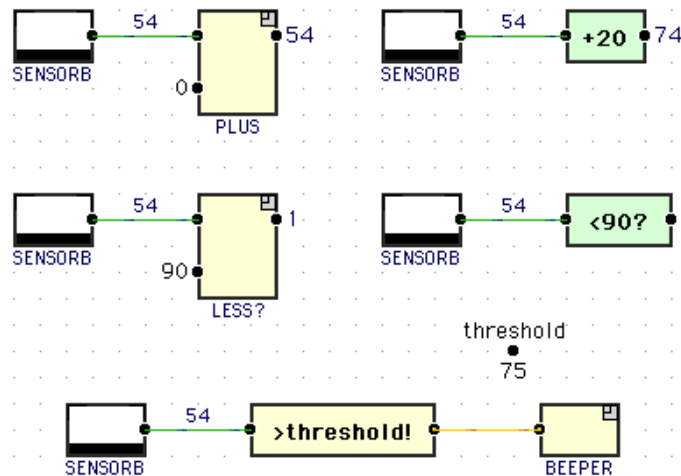 54 54 54 +20 74
SENSORB 0 SENSORB
PLUS
54 1 54 <90?
SENSORB 90 SENSORB
LESS?
threshold
75
54 >threshold!
SENSORB BEEPER